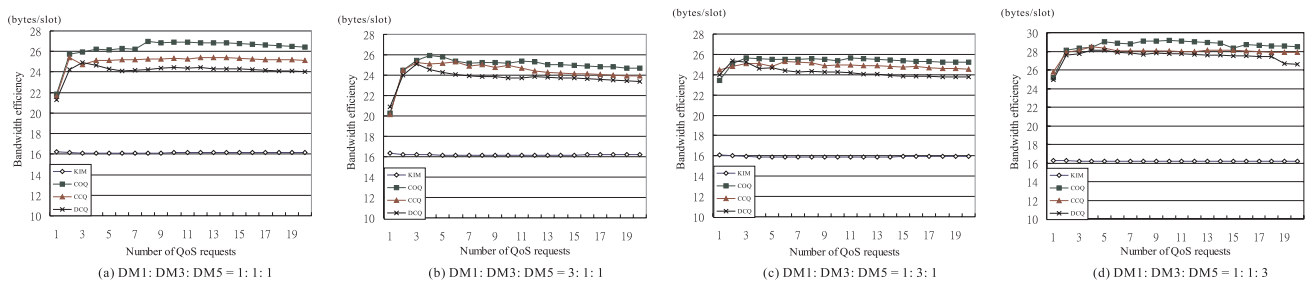 (bytes/slot)
28
26
24
22
20
18
16
14
12
10
Bandwidth efficiency
KIM
COQ
CCQ
DCQ
1 3 5 7 9 11 13 15 17 19
Number of QoS requests
(a) DM1: DM3: DM5 = 1: 1: 1
(bytes/slot)
28
26
24
22
20
18
16
14
12
10
Bandwidth efficiency
KIM
COQ
CCQ
DCQ
1 3 5 7 9 11 13 15 17 19
Number of QoS requests
(b) DM1: DM3: DM5 = 3: 1: 1
(bytes/slot)
28
26
24
22
20
18
16
14
12
10
Bandwidth efficiency
KIM
COQ
CCQ
DCQ
1 3 5 7 9 11 13 15 17 19
Number of QoS requests
(c) DM1: DM3: DM5 = 1: 3: 1
(bytes/slot)
30
28
26
24
22
20
18
16
14
12
10
Bandwidth efficiency
KIM
COQ
CCQ
DCQ
1 3 5 7 9 11 13 15 17 19
Number of QoS requests
(d) DM1: DM3: DM5 = 1: 1: 3